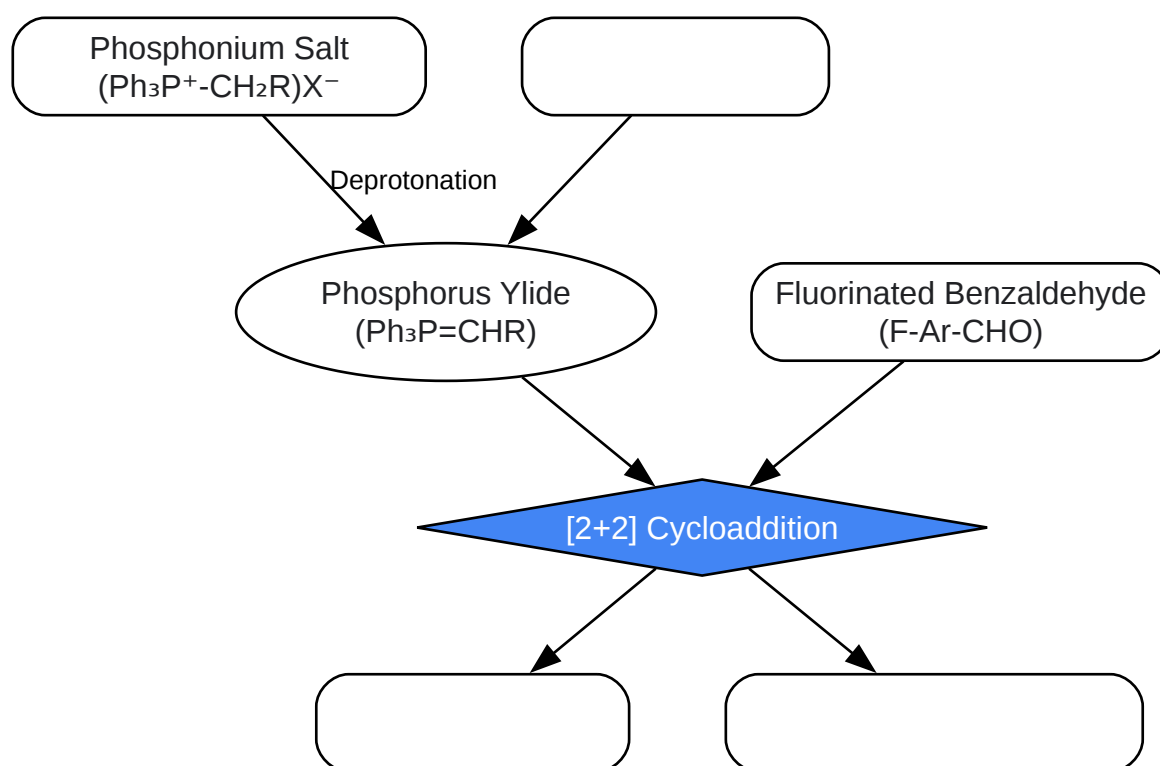 Phosphonium Salt
(Ph₃P⁺-CH₂R)X⁻
Deprotonation
Phosphorus Ylide
(Ph₃P=CHR)
Fluorinated Benzaldehyde
(F-Ar-CHO)
[2+2] Cycloaddition